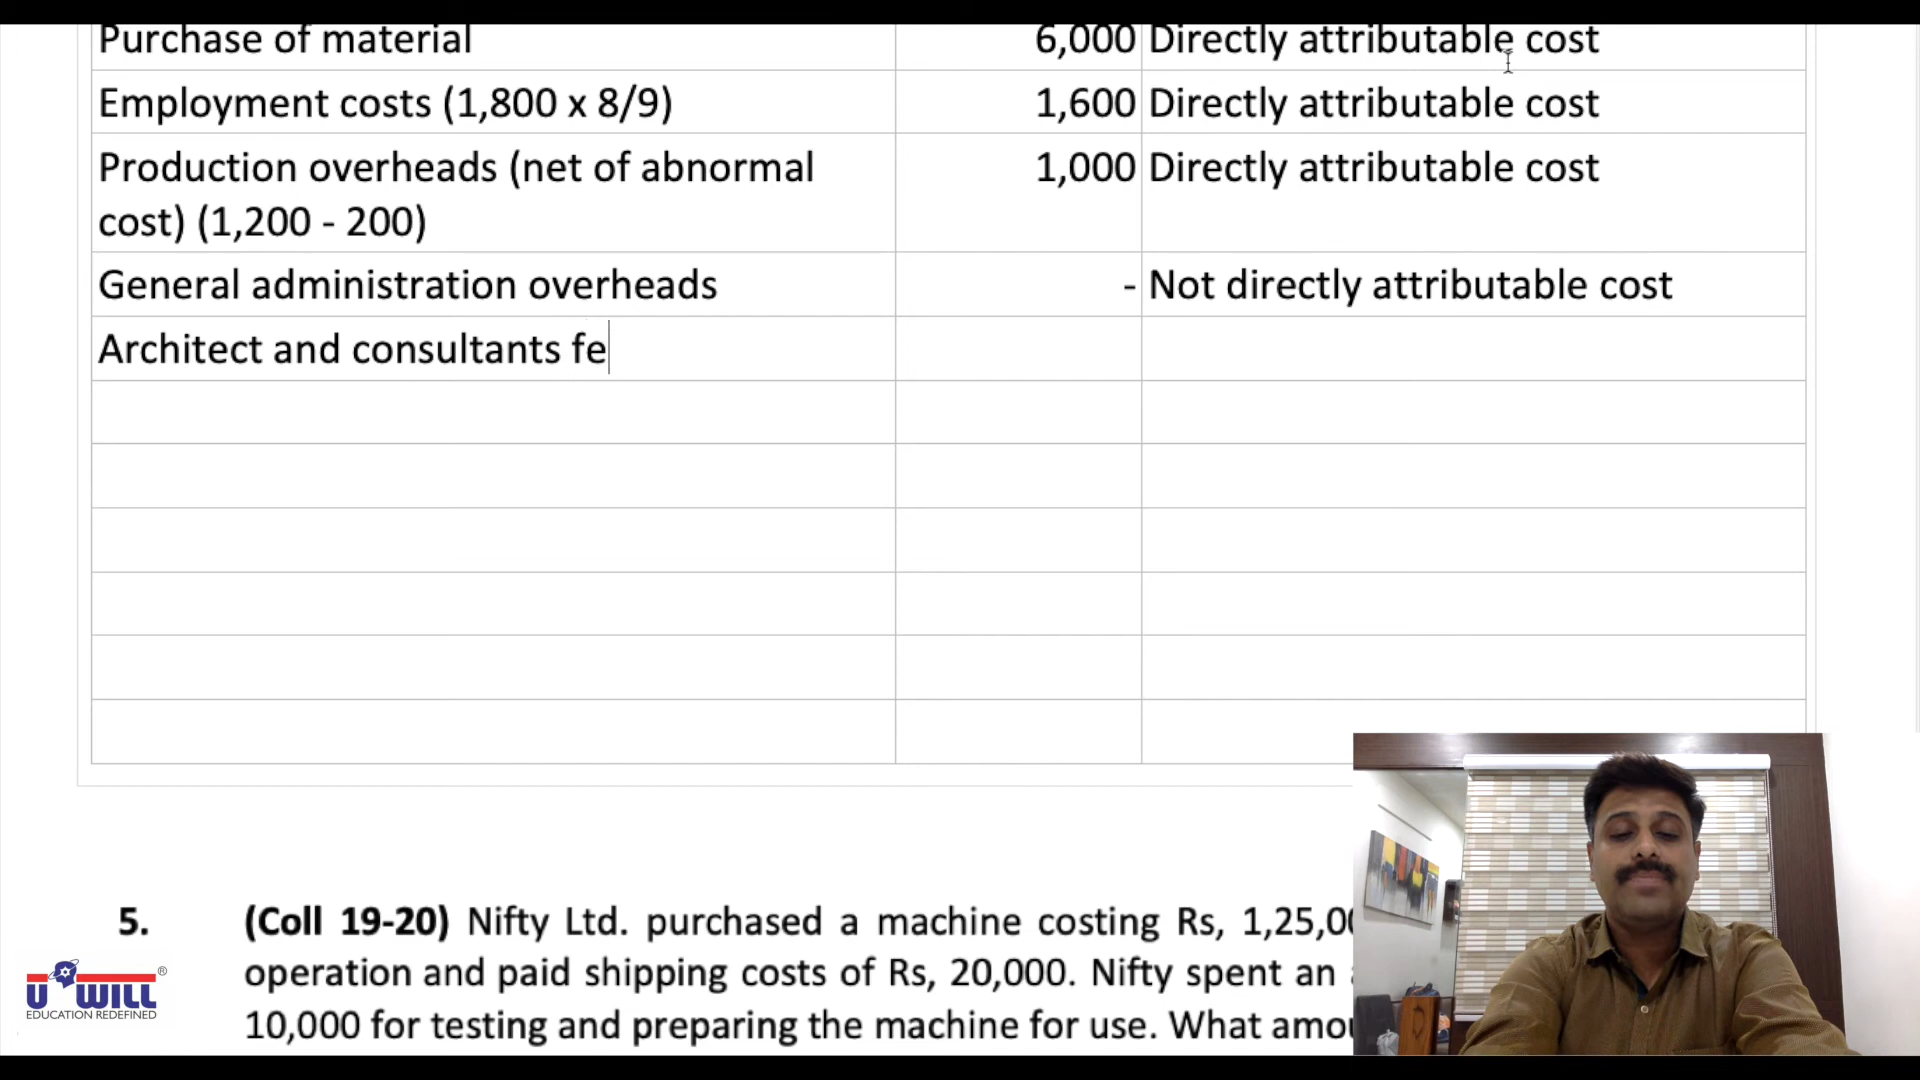 Purchase of material 6,000 Directly attributable cost
Employment costs (1,800 x 8/9) 1,600 Directly attributable cost
Production overheads (net of abnormal 1,000 Directly attributable cost
cost) (1,200 - 200)
General administration overheads - Not directly attributable cost
Architect and consultants fe
5. (Coll 19-20) Nifty Ltd. purchased a machine costing Rs, 1,25,00
operation and paid shipping costs of Rs, 20,000. Nifty spent an
10,000 for testing and preparing the machine for use. What amou
U WILL ®
EDUCATION REDEFINED